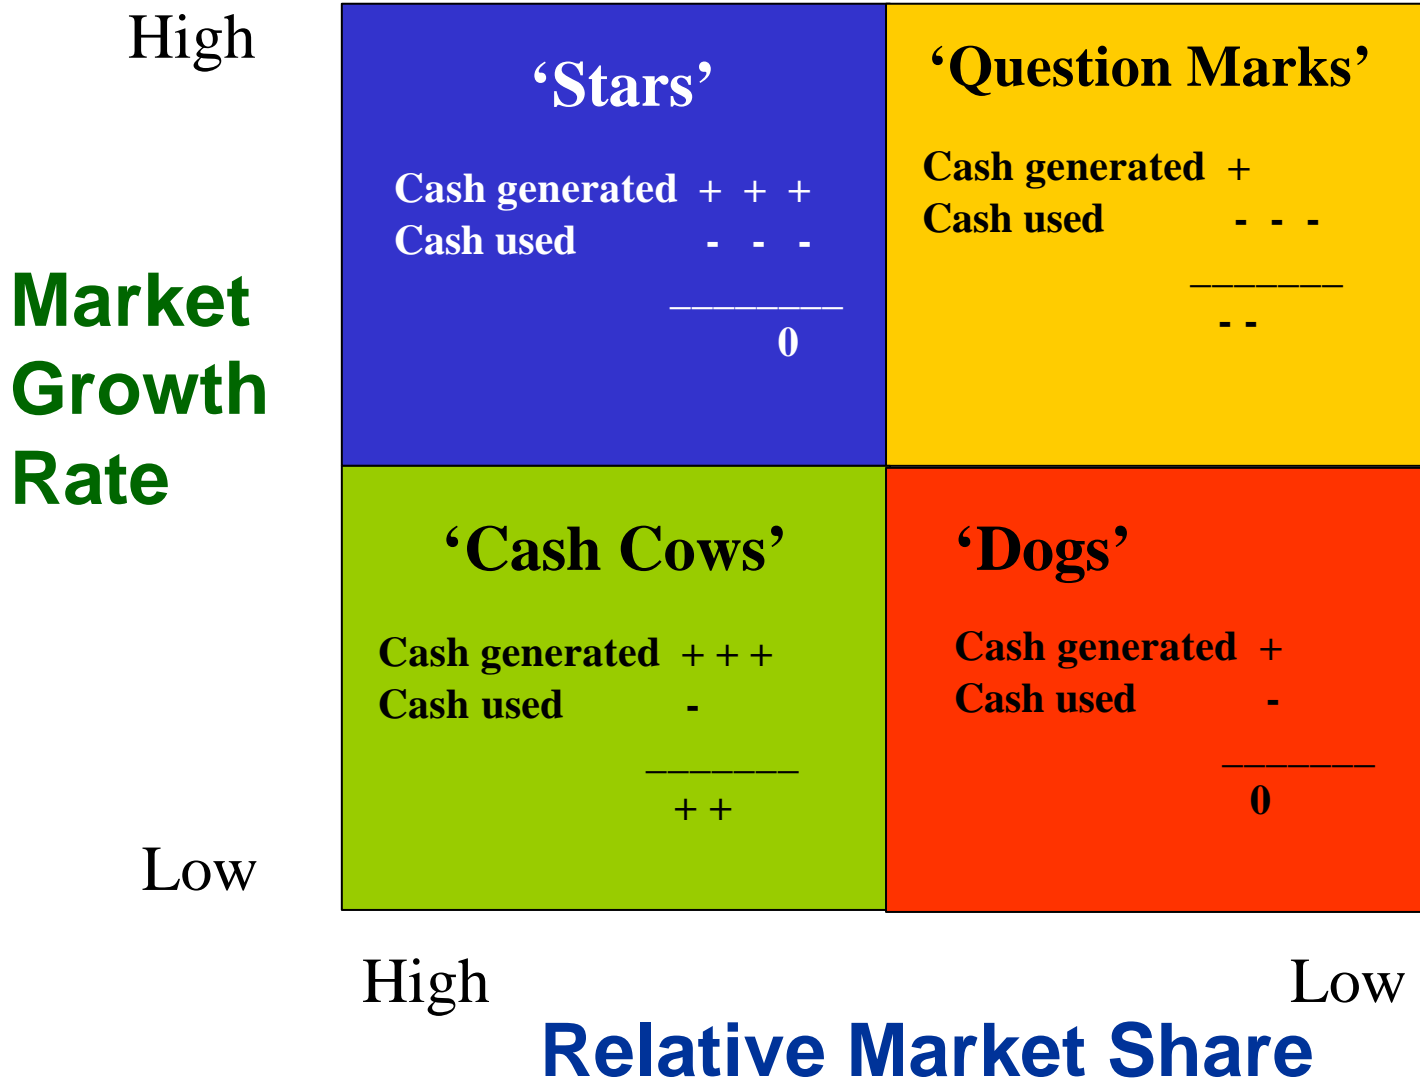 High
Market
Growth
Rate
Low
‘Stars’
Cash generated + + +
Cash used - - -
________
0
‘Question Marks’
Cash generated +
Cash used - - -
_______
- -
‘Cash Cows’
Cash generated + + +
Cash used -
_______
+ +
‘Dogs’
Cash generated +
Cash used -
_______
0
High
Low
Relative Market Share